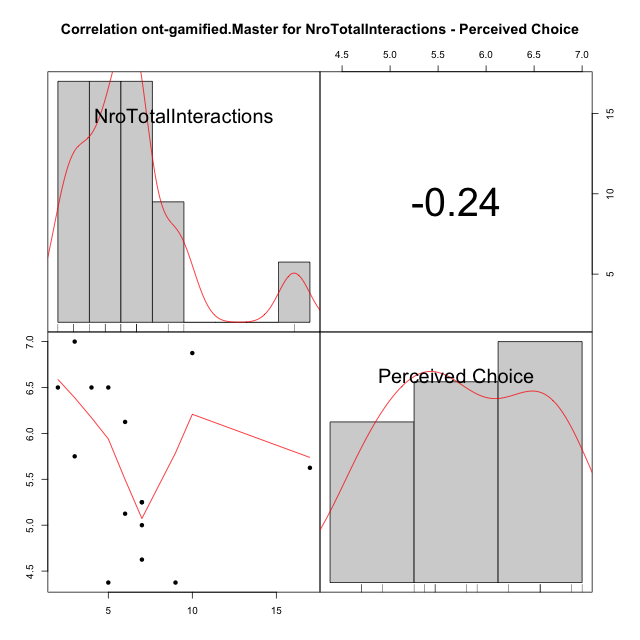 Correlation ont-gamified.Master for NroTotalInteractions - Perceived Choice
4.5 5.0 5.5 6.0 6.5 7.0
NroTotalInteractions
15
10
5
-0.24
7.0
6.5
6.0
5.5
5.0
4.5
Perceived Choice
5 10 15